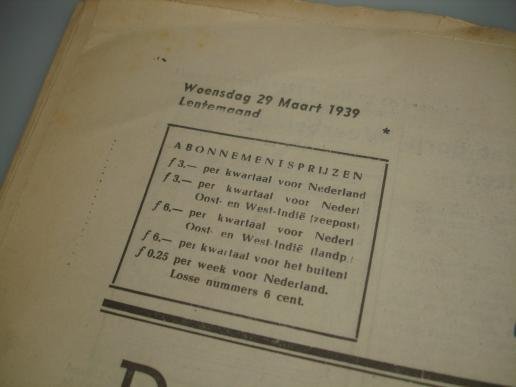 Woensdag 29 Maart 1939
Lentemaand
*
ABONNEMENTSPRIJZEN
f 3.— per kwartaal voor Nederland
f 3.— per kwartaal voor Nederl
Oost- en West-Indië (zeepost)
f 6.— per kwartaal voor Nederl
Oost- en West-Indië (landp.)
f 6.— per kwartaal voor het buitenl
f 0.25 per week voor Nederland.
Losse nummers 6 cent.